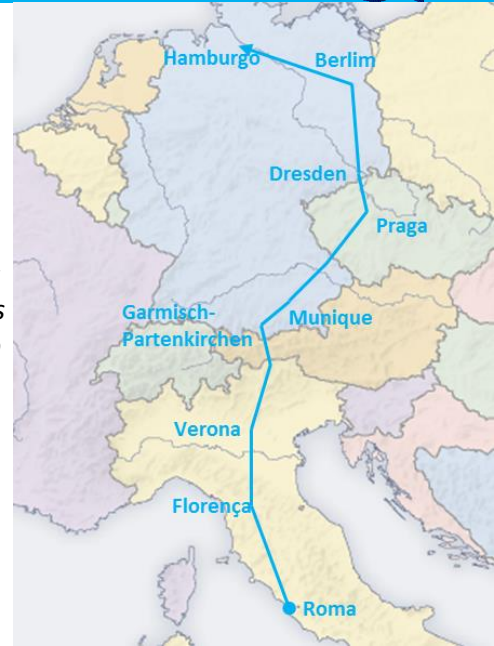 Hamburgo
Berlim
Dresden
Praga
Garmisch-
Partenkirchen
Munique
Verona
Florença
Roma